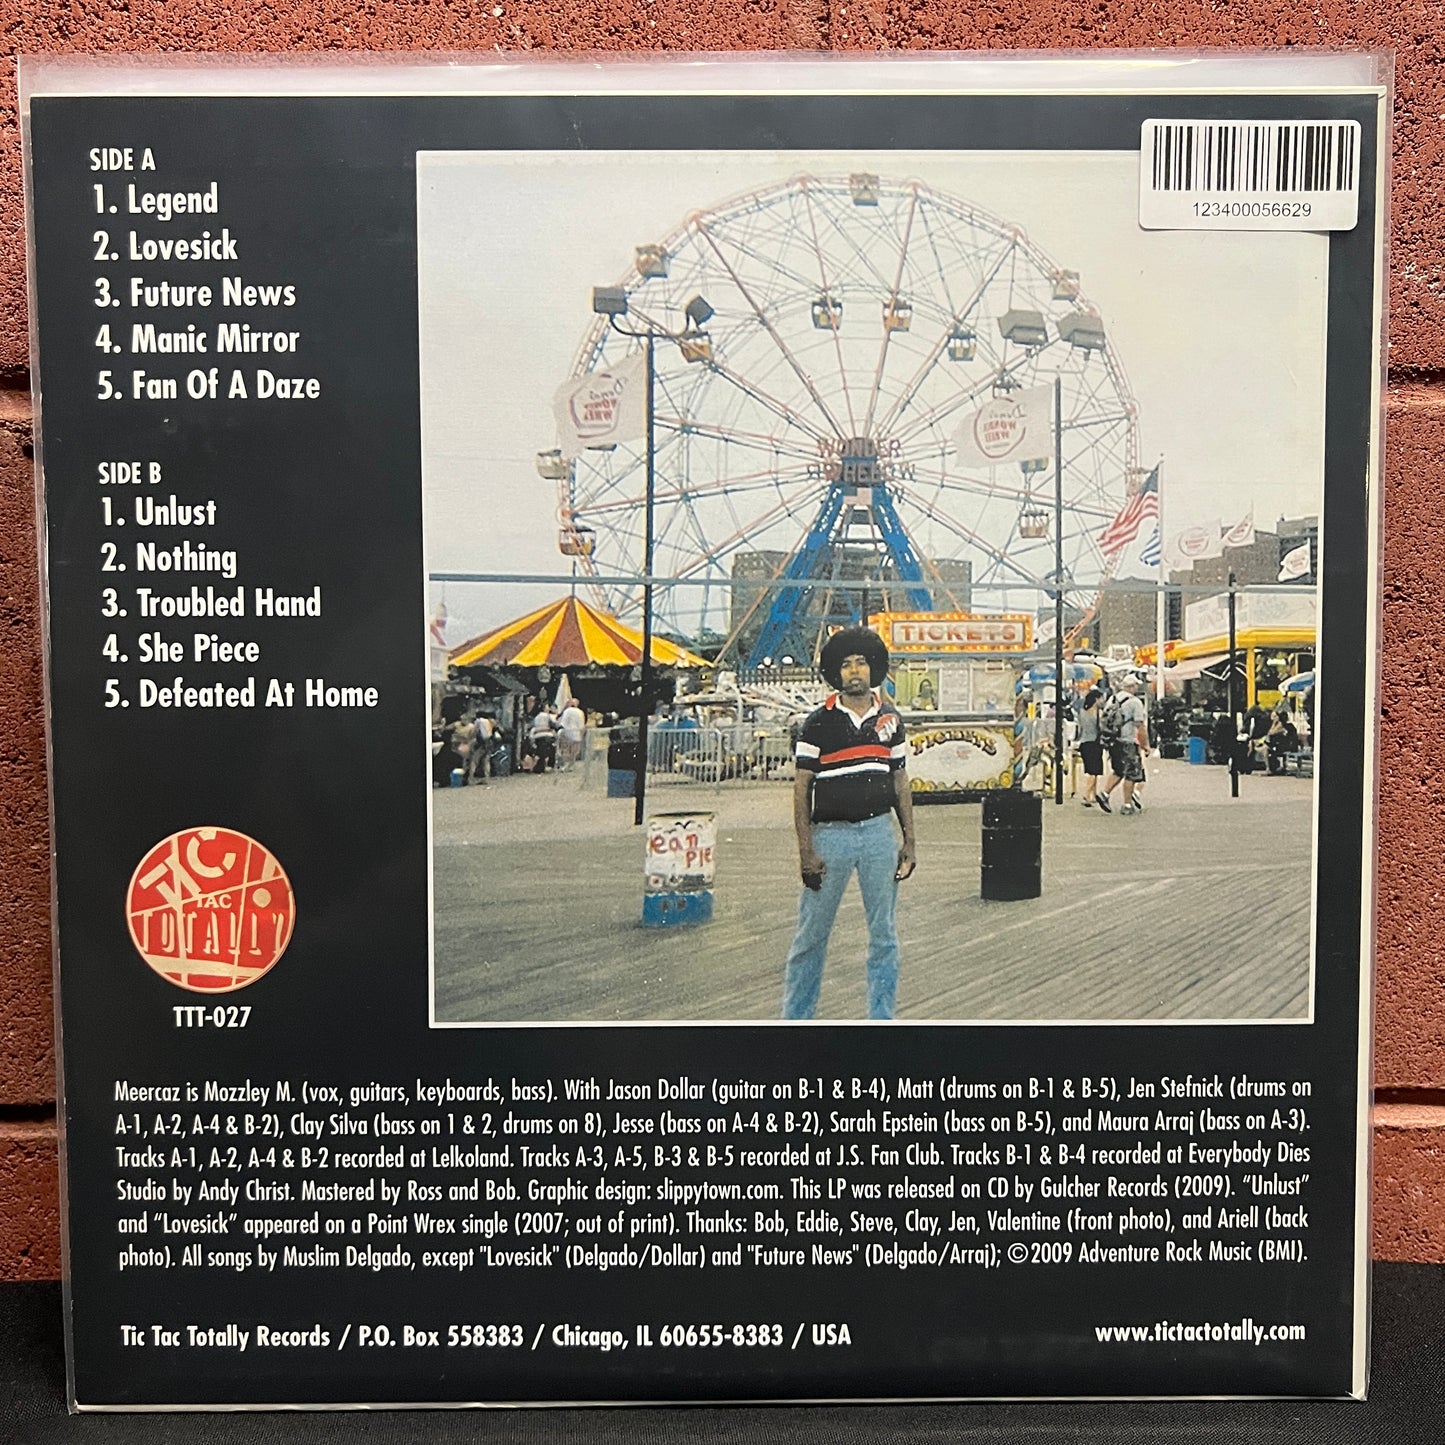 SIDE A
1. Legend
2. Lovesick
3. Future News
4. Manic Mirror
5. Fan Of A Daze
SIDE B
1. Unlust
2. Nothing
3. Troubled Hand
4. She Piece
5. Defeated At Home
TIC
TAC
TOTALLY
TTT-027
123400056629
WONDER
TICKETS
TICKETS
Meercaz is Mozzley M. (vox, guitars, keyboards, bass). With Jason Dollar (guitar on B-1 & B-4), Matt (drums on B-1 & B-5), Jen Stefnick (drums on
A-1, A-2, A-4 & B-2), Clay Silva (bass on 1 & 2, drums on 8), Jesse (bass on A-4 & B-2), Sarah Epstein (bass on B-5), and Maura Arraj (bass on A-3).
Tracks A-1, A-2, A-4 & B-2 recorded at Lelkoland. Tracks A-3, A-5, B-3 & B-5 recorded at J.S. Fan Club. Tracks B-1 & B-4 recorded at Everybody Dies
Studio by Andy Christ. Mastered by Ross and Bob. Graphic design: slippytown.com. This LP was released on CD by Gulcher Records (2009). “Unlust”
and “Lovesick” appeared on a Point Wrex single (2007; out of print). Thanks: Bob, Eddie, Steve, Clay, Jen, Valentine (front photo), and Ariell (back
photo). All songs by Muslim Delgado, except "Lovesick" (Delgado/Dollar) and "Future News" (Delgado/Arraj); ©2009 Adventure Rock Music (BMI).
Tic Tac Totally Records / P.O. Box 558383 / Chicago, IL 60655-8383 / USA
www.tictactotally.com